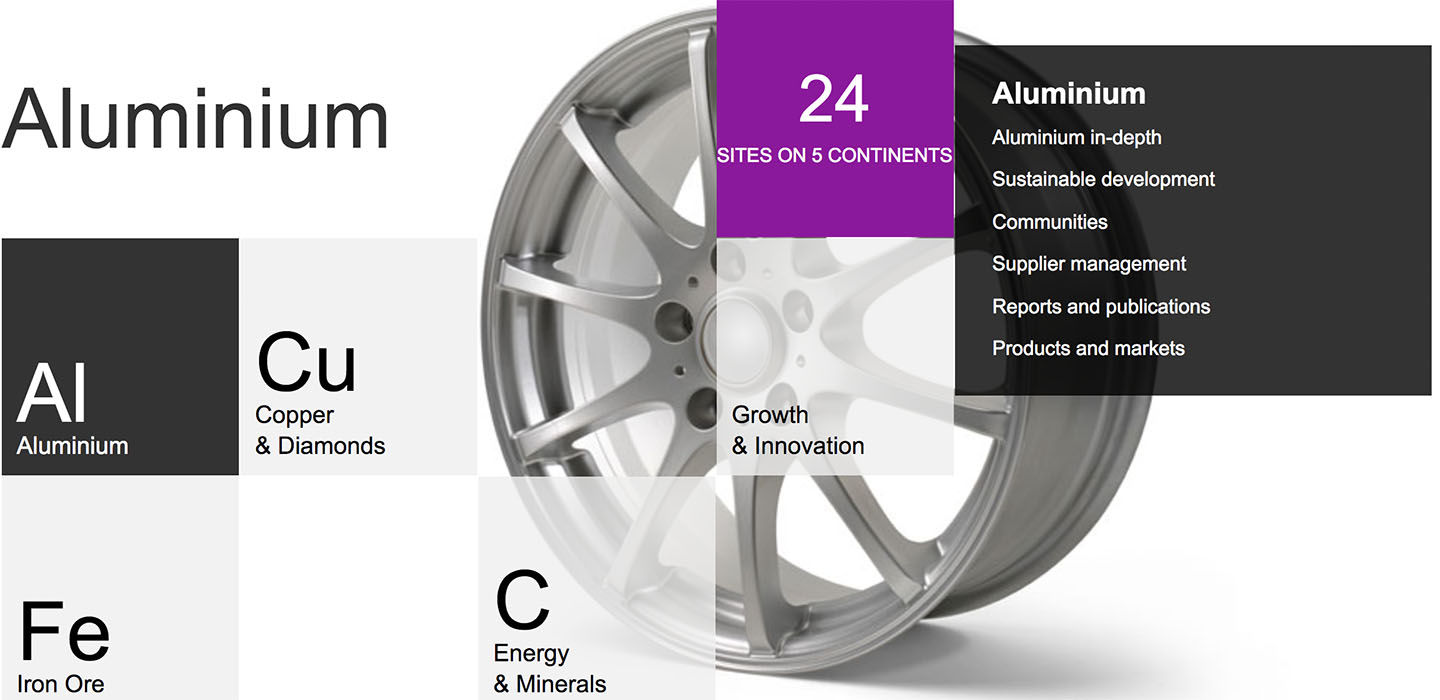 Aluminium
24
SITES ON 5 CONTINENTS
Aluminium
Aluminium in-depth
Sustainable development
Communities
Supplier management
Reports and publications
Products and markets
Al
Aluminium
Cu
Copper
& Diamonds
Growth
& Innovation
Fe
Iron Ore
C
Energy
& Minerals